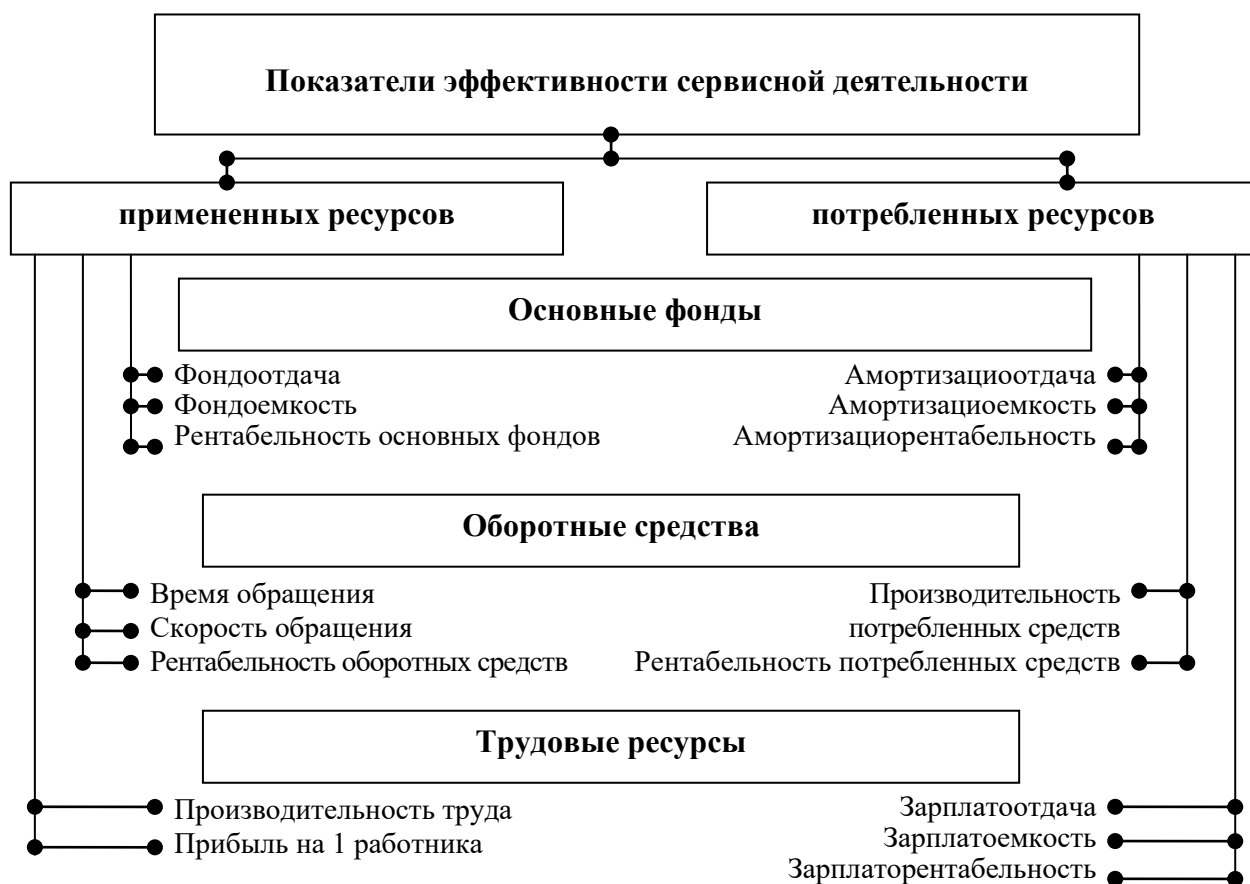 Показатели эффективности сервисной деятельности
примененных ресурсов
потребленных ресурсов
Основные фонды
Фондоотдача
Фондоемкость
Рентабельность основных фондов
Амортизациоотдача
Амортизациоемкость
Амортизациорентабельность
Оборотные средства
Время обращения
Скорость обращения
Рентабельность оборотных средств
Производительность
потребленных средств
Рентабельность потребленных средств
Трудовые ресурсы
Производительность труда
Прибыль на 1 работника
Зарплатоотдача
Зарплатоемкость
Зарплаторентабельность